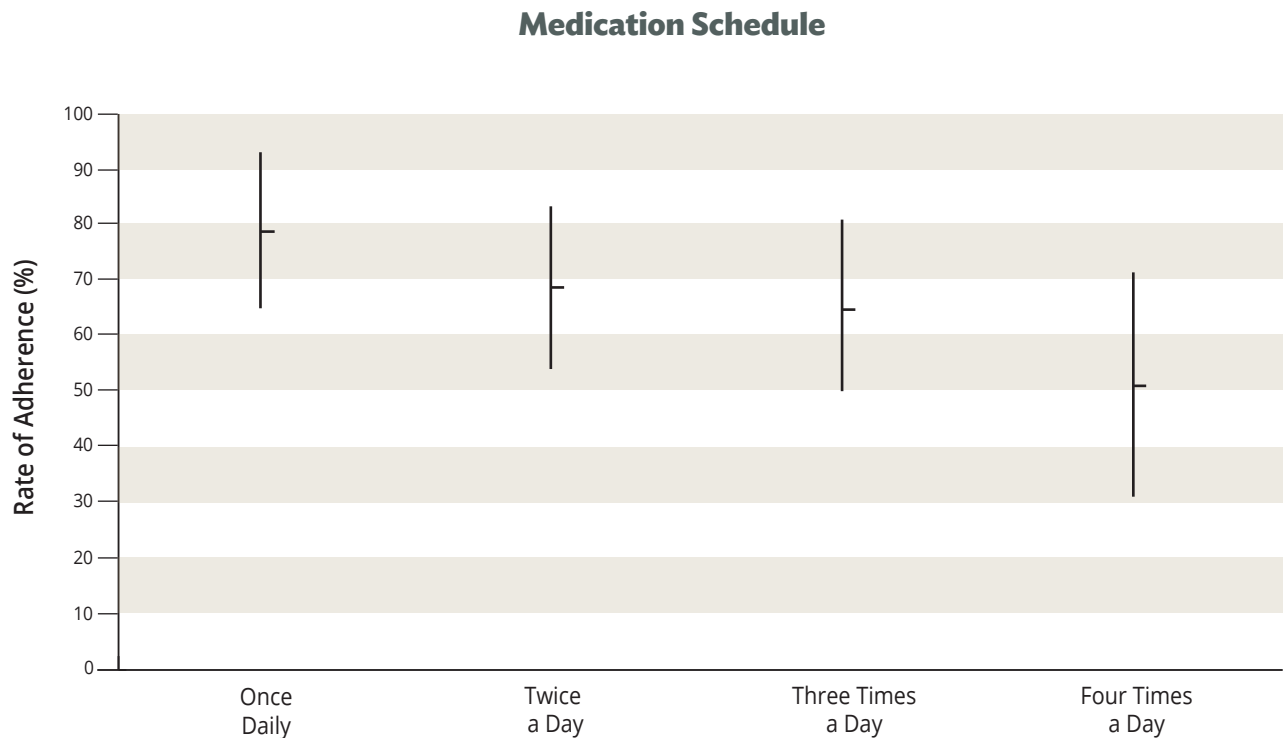 Medication Schedule
100
90
80
70
60
50
40
30
20
10
0
Rate of Adherence (%)
Once
Daily
Twice
a Day
Three Times
a Day
Four Times
a Day